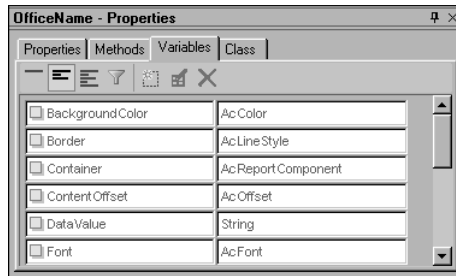 OfficeName - Properties
Properties Methods Variables Class
BackgroundColor AcColor
Border AcLineStyle
Container AcReportComponent
ContentOffset AcOffset
DataValue String
Font AcFont